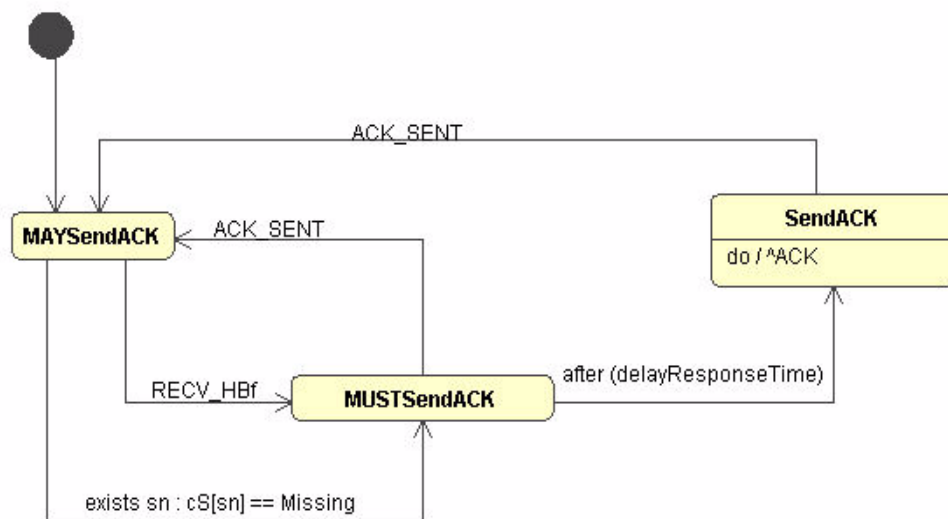 ACK_SENT
SendACK
MAYSendACK
ACK_SENT
do / ^ACK
after (delayResponseTime)
RECV_HBf
MUSTSendACK
exists sn : cS[sn] == Missing